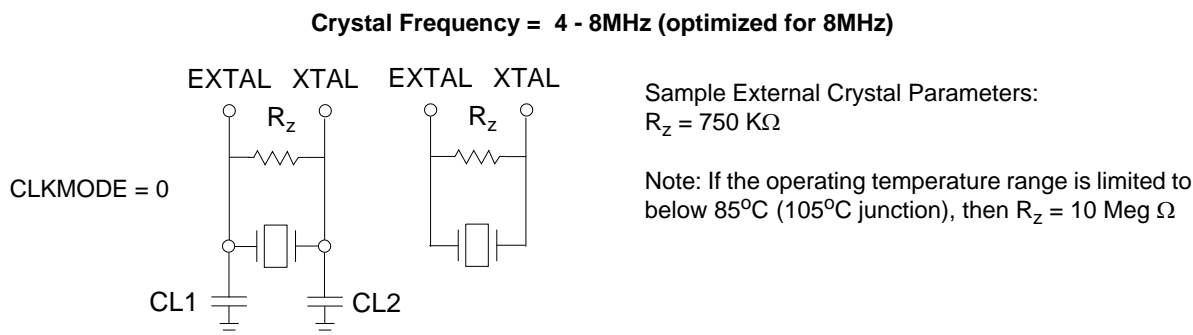 Crystal Frequency = 4 - 8MHz (optimized for 8MHz)
EXTAL XTAL EXTAL XTAL
Rz Rz
CLKMODE = 0
CL1 CL2
Sample External Crystal Parameters:
Rz = 750 KΩ
Note: If the operating temperature range is limited to
below 85°C (105°C junction), then Rz = 10 Meg Ω